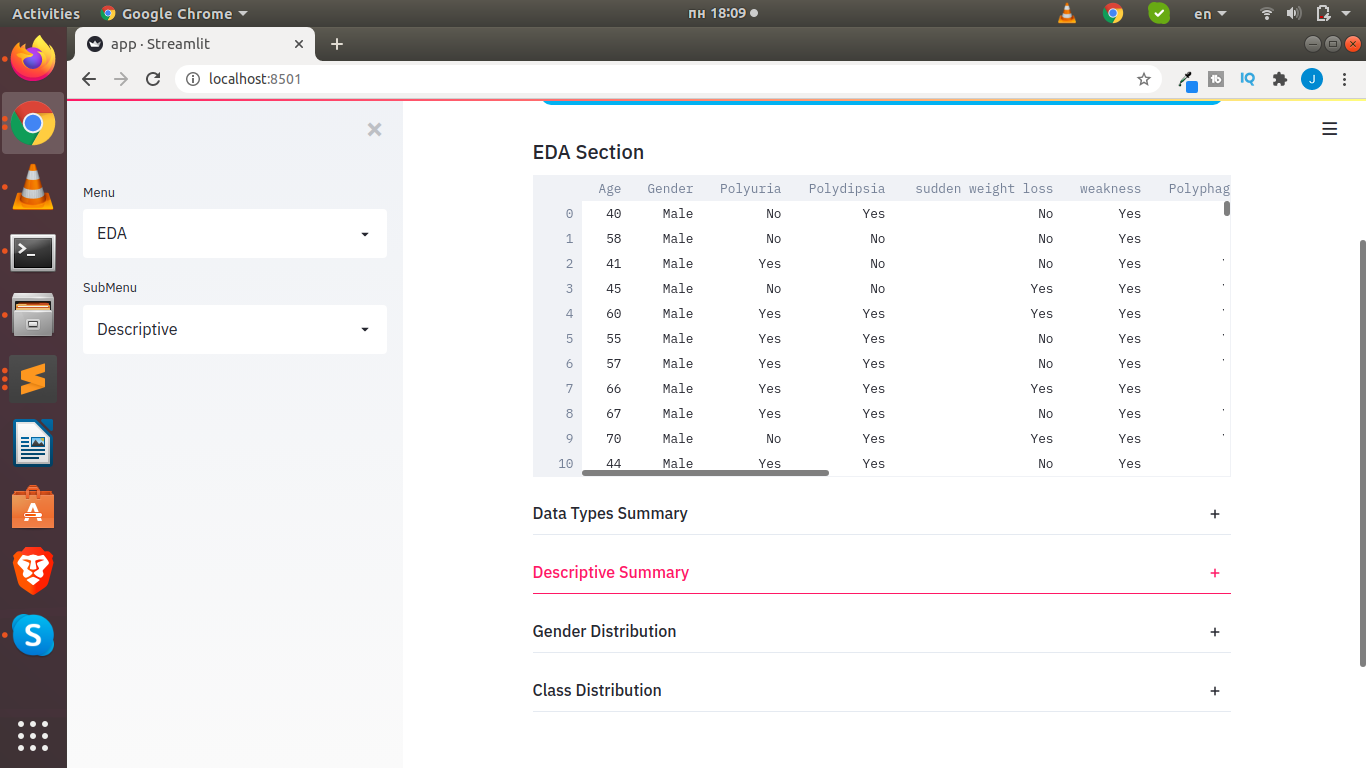 Activities Google Chrome пн 18:09 en
app · Streamlit
localhost:8501
Menu
EDA
SubMenu
Descriptive
EDA Section
Age Gender Polyuria Polydipsia sudden weight loss weakness Polyphag
0 40 Male No Yes No Yes
1 58 Male No No No Yes
2 41 Male Yes No No Yes
3 45 Male No No Yes Yes
4 60 Male Yes Yes Yes Yes
5 55 Male Yes Yes No Yes
6 57 Male Yes Yes No Yes
7 66 Male Yes Yes Yes Yes
8 67 Male Yes Yes No Yes
9 70 Male No Yes Yes Yes
10 44 Male Yes Yes No Yes
Data Types Summary +
Descriptive Summary +
Gender Distribution +
Class Distribution +